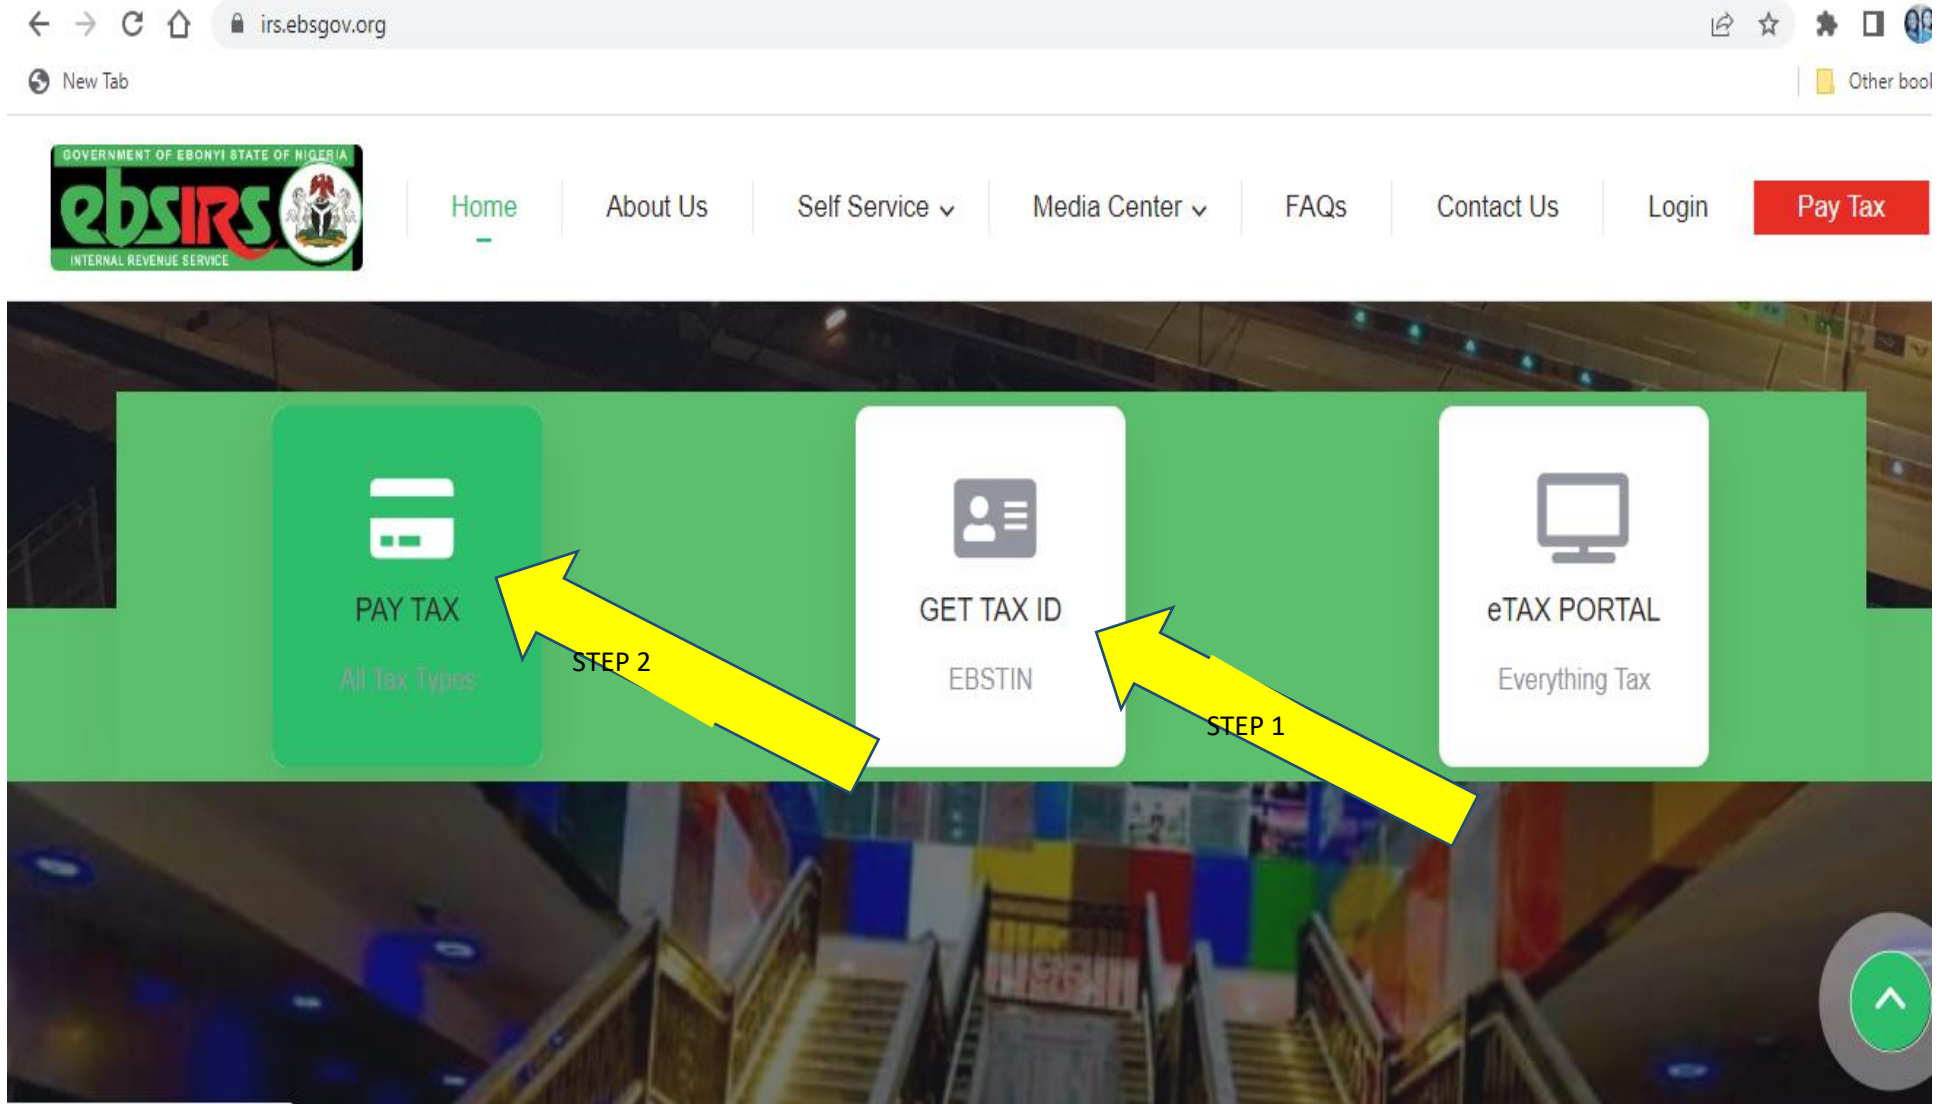 irs.ebsgov.org
New Tab
Other boo
GOVERNMENT OF EBONYI STATE OF NIGERIA
ebsIRS
INTERNAL REVENUE SERVICE
Home
About Us
Self Service
Media Center
FAQs
Contact Us
Login
Pay Tax
PAY TAX
All Tax Types
GET TAX ID
EBSTIN
eTAX PORTAL
Everything Tax
STEP 2
STEP 1